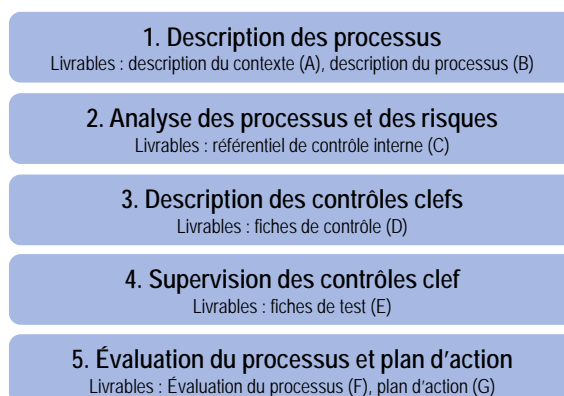 1. Description des processus
Livrables : description du contexte (A), description du processus (B)
2. Analyse des processus et des risques
Livrables : référentiel de contrôle interne (C)
3. Description des contrôles clefs
Livrables : fiches de contrôle (D)
4. Supervision des contrôles clef
Livrables : fiches de test (E)
5. Évaluation du processus et plan d'action
Livrables : Évaluation du processus (F), plan d'action (G)